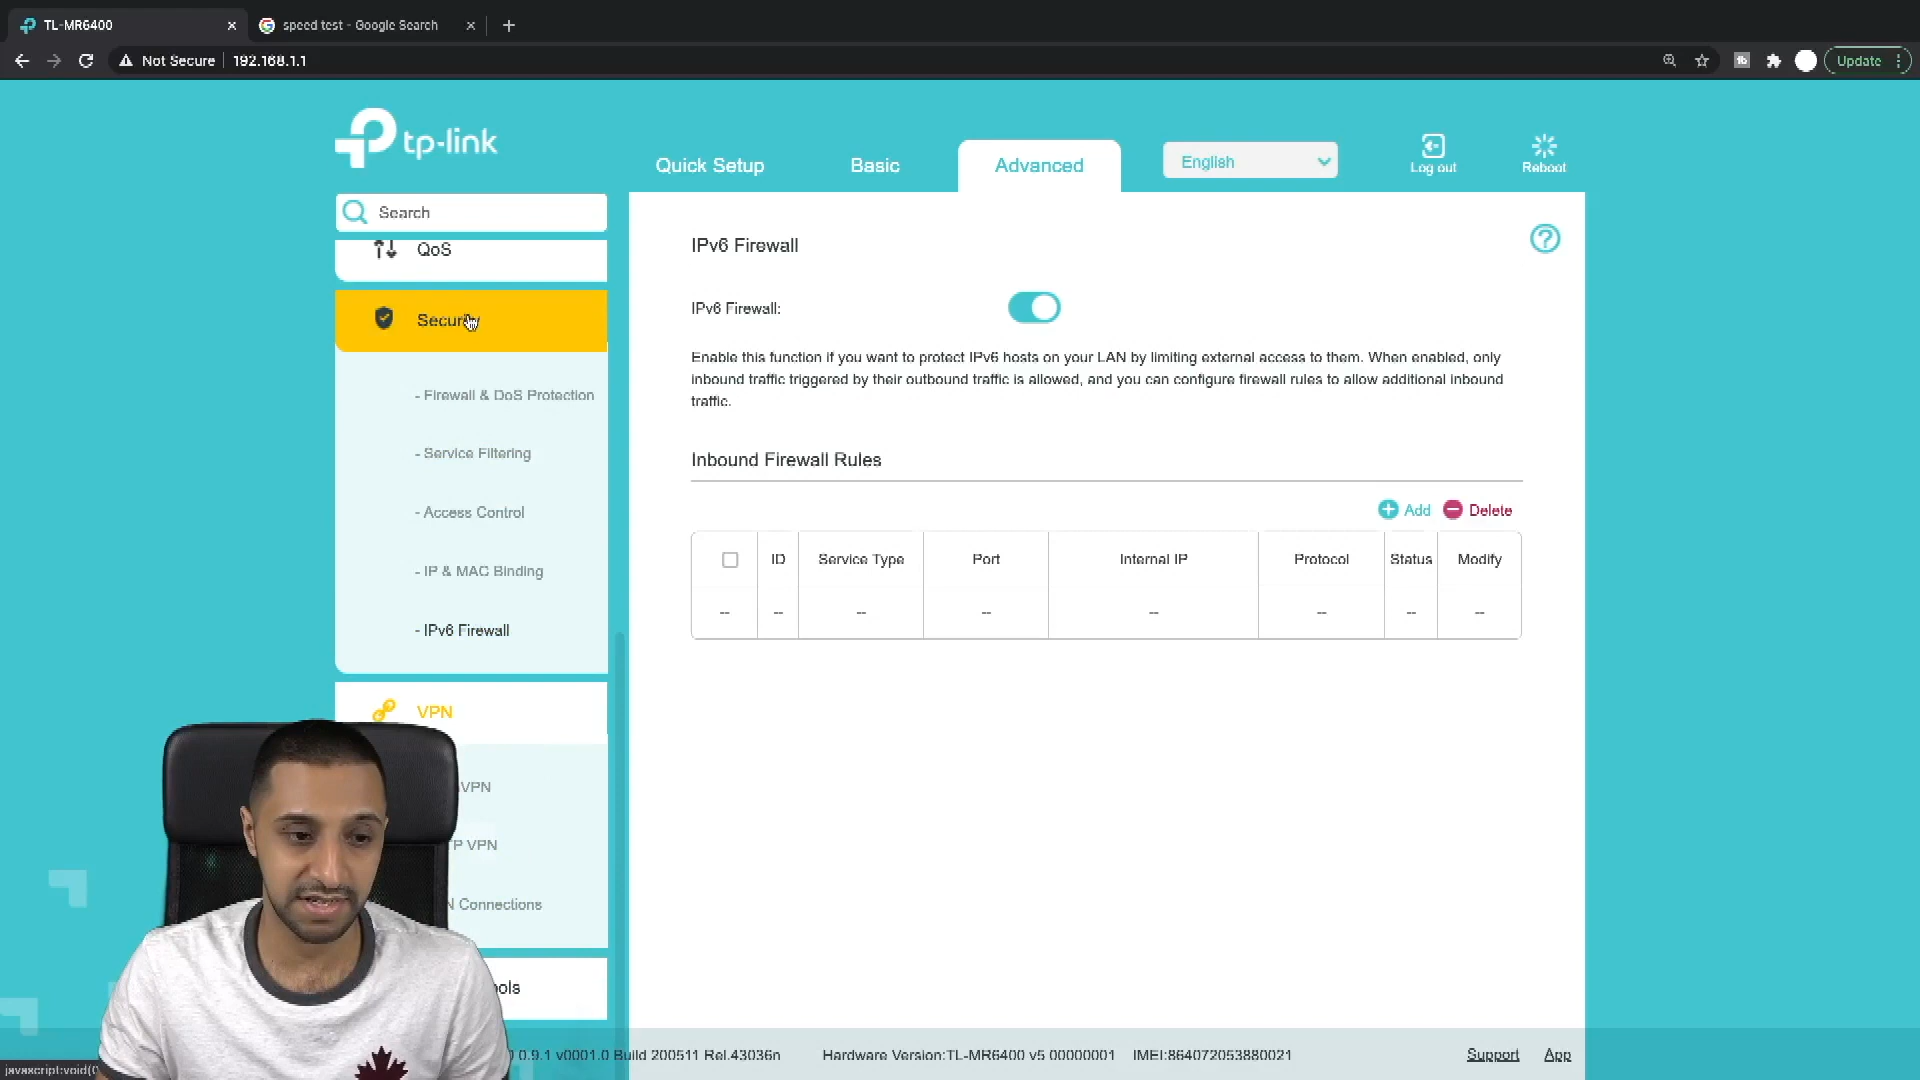 TL-MR6400
speed test - Google Search
Not Secure
192.168.1.1
Update
tp-link
Quick Setup
Basic
Advanced
English
Log out
Reboot
Search
QoS
Security
- Firewall & DoS Protection
- Service Filtering
- Access Control
- IP & MAC Binding
- IPv6 Firewall
VPN
VPN
VPN
Connections
IPv6 Firewall
IPv6 Firewall:
Enable this function if you want to protect IPv6 hosts on your LAN by limiting external access to them. When enabled, only
inbound traffic triggered by their outbound traffic is allowed, and you can configure firewall rules to allow additional inbound
traffic.
Inbound Firewall Rules
Add
Delete
ID Service Type Port Internal IP Protocol Status Modify
-- -- -- -- -- -- -- --
0.9.1 v0001.0 Build 200511 Rel.43036n
Hardware Version:TL-MR6400 v5 00000001
IMEI:864072053880021
Support
App
javascript:void(0